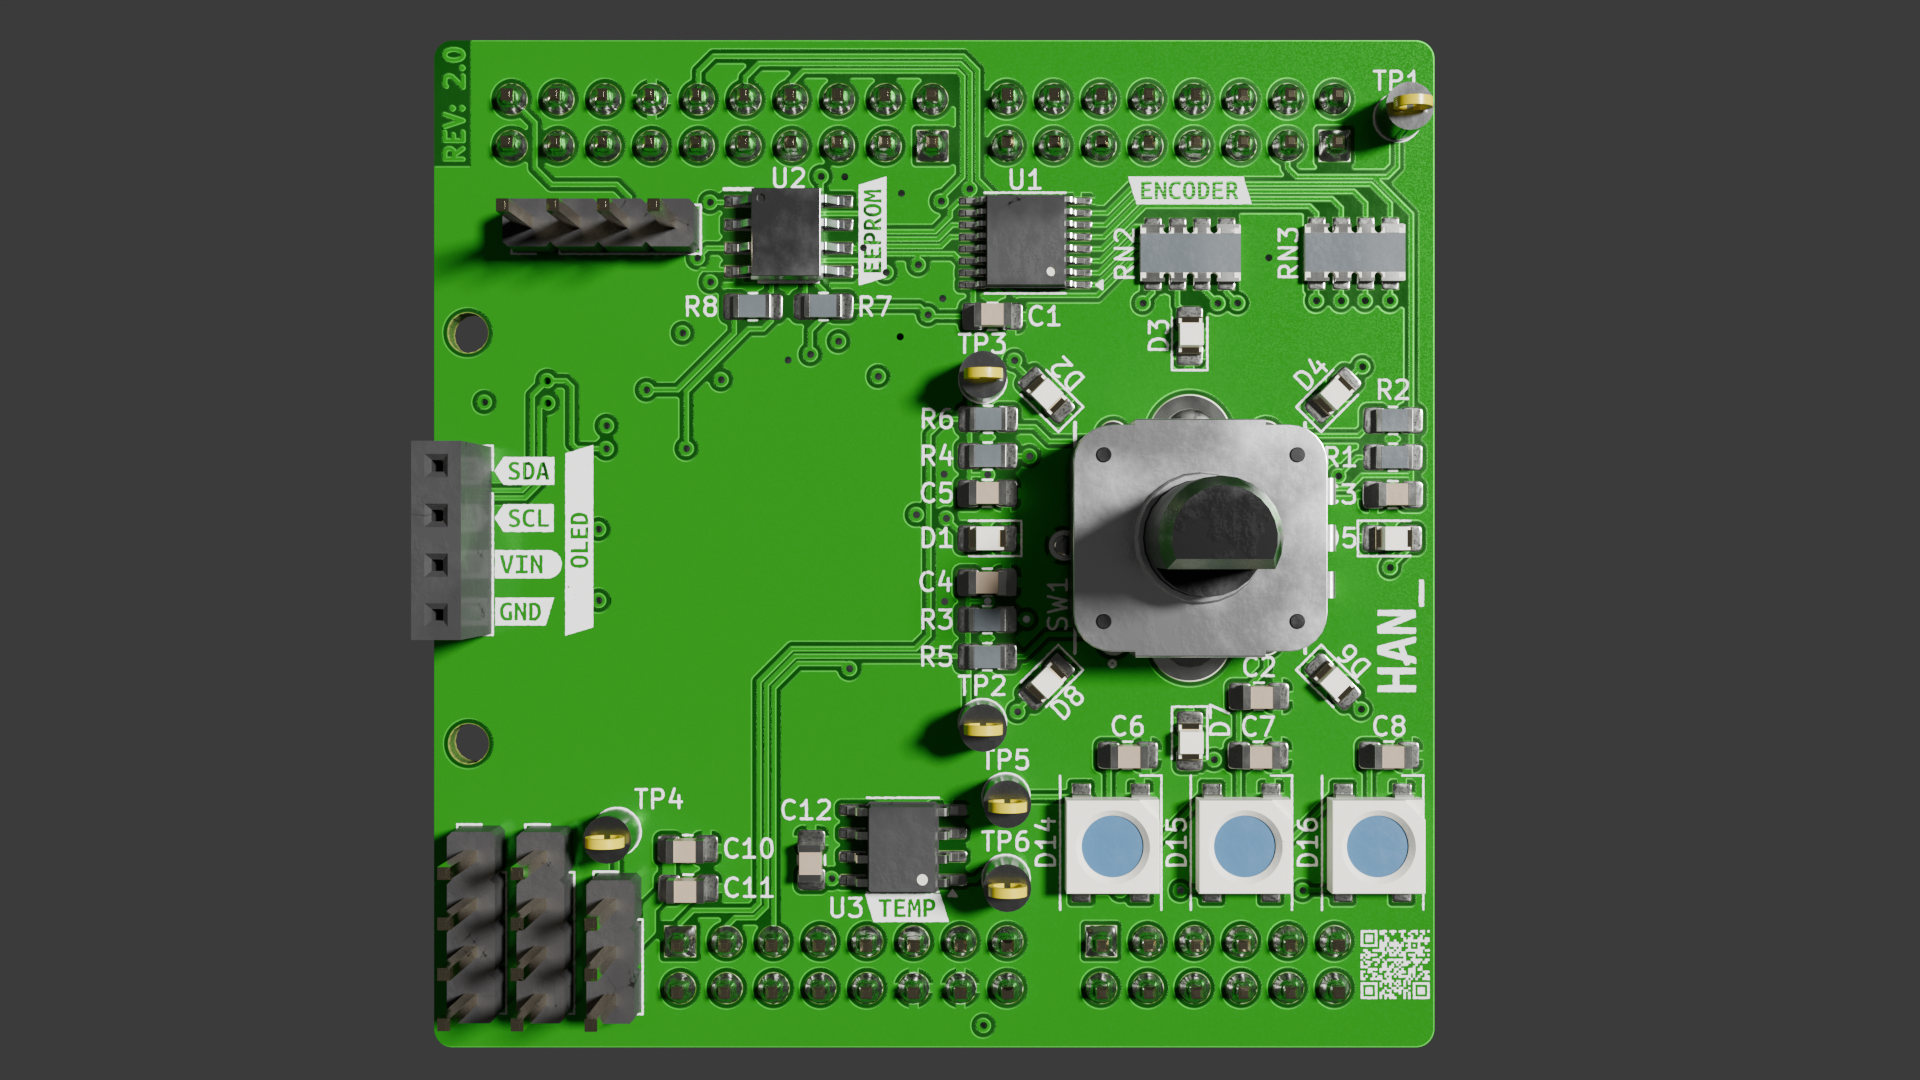 REV: 2.0
TP1
U2
U1
EEPROM
ENCODER
RN2
RN3
R8
R7
C1
TP3
D3
D2
D4
R2
R6
R4
R1
SDA
C5
SCL
OLED
D1
VIN
C4
GND
R3
SW1
HAN_
R5
TP2
C2
D6
D8
D7
C6
C7
C8
TP5
TP4
C12
TP6
D14
D15
D16
C10
C11
U3
TEMP